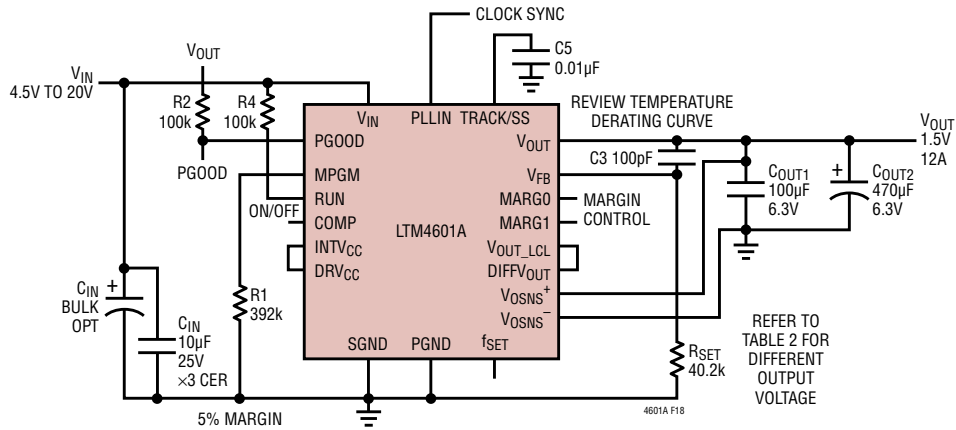 CLOCK SYNC
C5
0.01µF
VOUT
VIN
4.5V TO 20V
R2
100k
R4
100k
REVIEW TEMPERATURE
DERATING CURVE
VIN
PLLIN
TRACK/SS
PGOOD
VOUT
VOUT
1.5V
12A
PGOOD
C3 100pF
MPGM
VFB
COUT1
100µF
6.3V
+
COUT2
470µF
6.3V
RUN
MARG0
MARGIN
CONTROL
ON/OFF
COMP
LTM4601A
MARG1
INTVCC
VOUT_LCL
DRVCC
DIFFVOUT
CIN
BULK
OPT
+
R1
392k
VOSNS+
VOSNS–
CIN
10µF
25V
×3 CER
SGND
PGND
fSET
RSET
40.2k
REFER TO
TABLE 2 FOR
DIFFERENT
OUTPUT
VOLTAGE
5% MARGIN
4601A F18